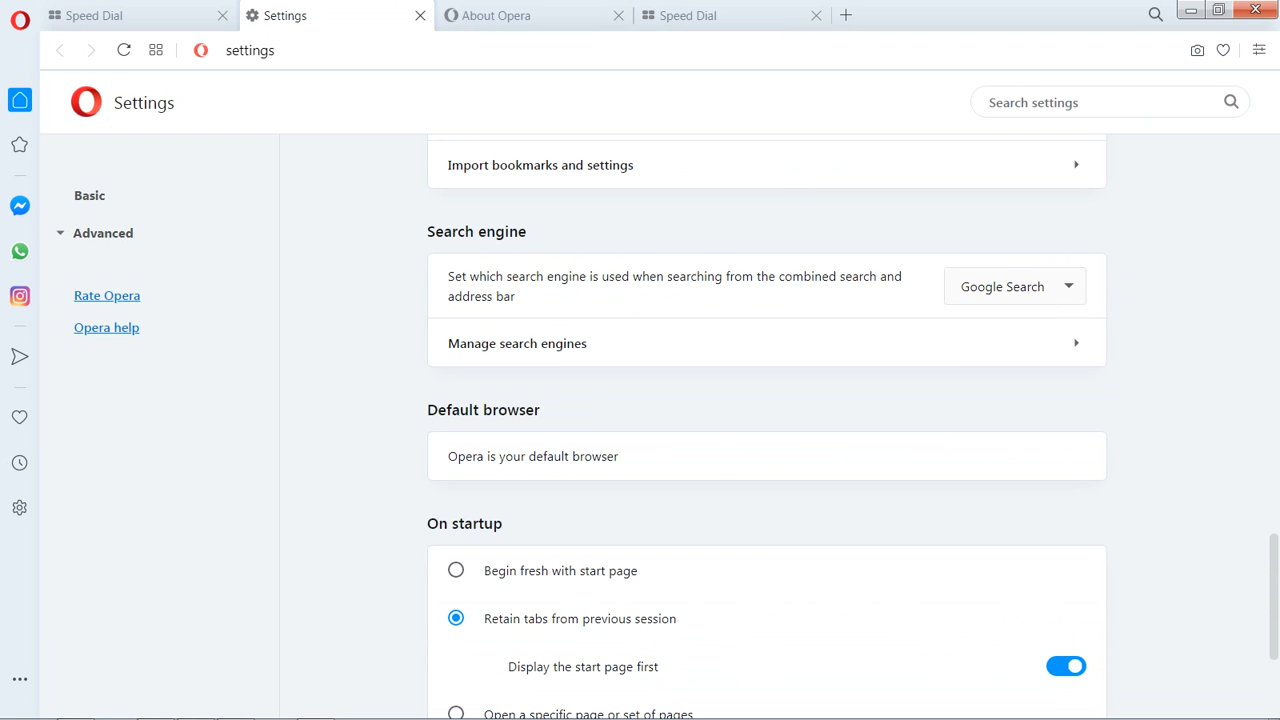 Speed Dial
Settings
About Opera
Speed Dial
settings
Settings
Search settings
Import bookmarks and settings
Basic
Advanced
Rate Opera
Opera help
Search engine
Set which search engine is used when searching from the combined search and
address bar
Google Search
Manage search engines
Default browser
Opera is your default browser
On startup
Begin fresh with start page
Retain tabs from previous session
Display the start page first
Open a specific page or set of pages